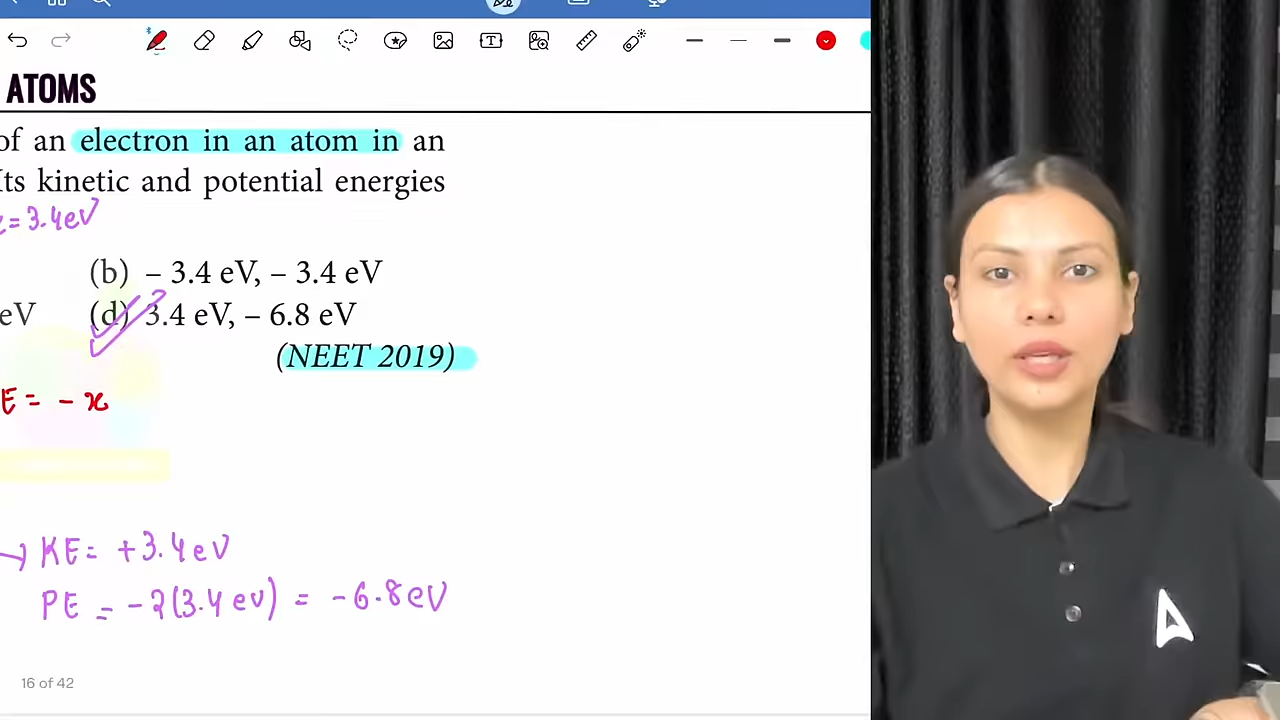 ATOMS
of an electron in an atom in an
Its kinetic and potential energies
= 3.4eV
(b) – 3.4 eV, – 3.4 eV
eV (d) 3.4 eV, – 6.8 eV
(NEET 2019)
E = - x
→ KE = +3.4eV
PE = -2(3.4 eV) = -6.8eV
16 of 42